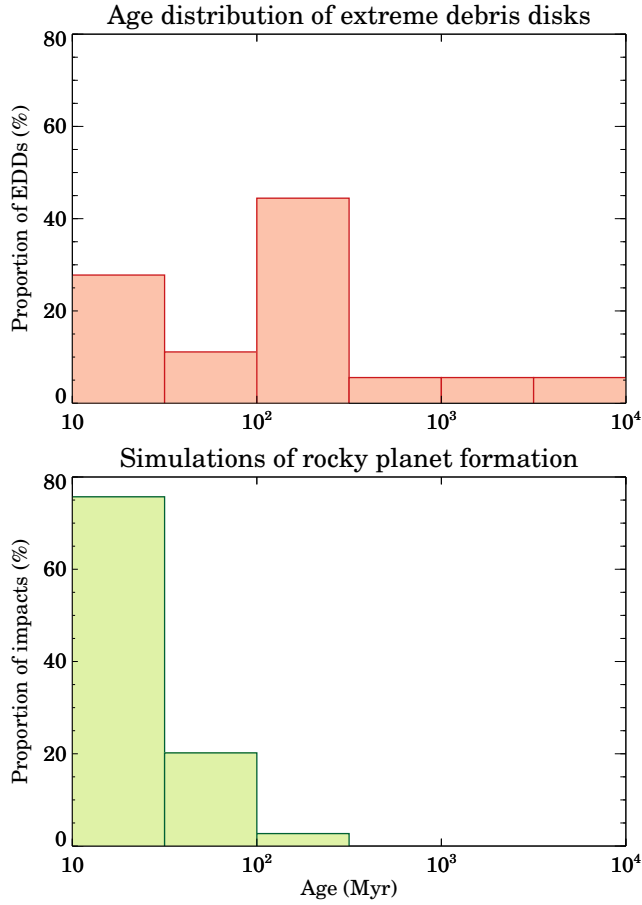 Age distribution of extreme debris disks
80
60
40
20
0
Proportion of EDDs (%)
10 10² 10³ 10⁴
Simulations of rocky planet formation
80
60
40
20
0
Proportion of impacts (%)
10 10² 10³ 10⁴
Age (Myr)